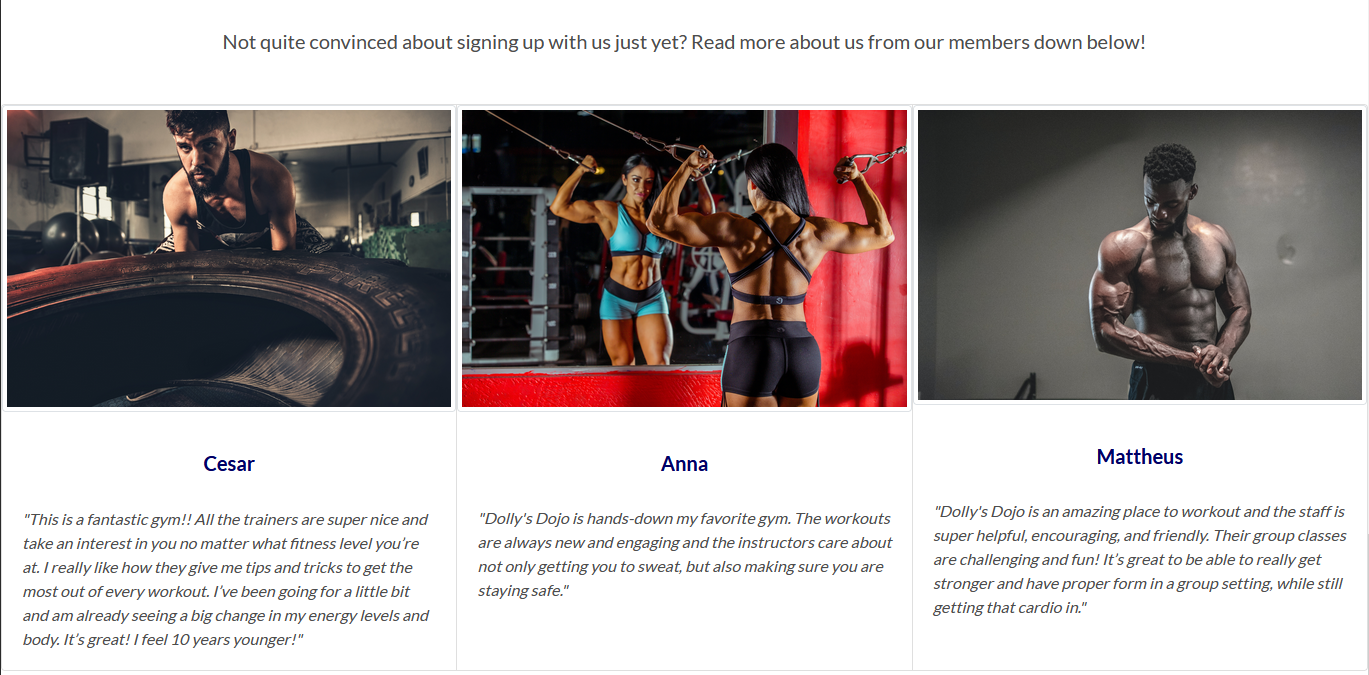 Not quite convinced about signing up with us just yet? Read more about us from our members down below!
Cesar
"This is a fantastic gym!! All the trainers are super nice and
take an interest in you no matter what fitness level you’re
at. I really like how they give me tips and tricks to get the
most out of every workout. I’ve been going for a little bit
and am already seeing a big change in my energy levels and
body. It’s great! I feel 10 years younger!"
Anna
"Dolly's Dojo is hands-down my favorite gym. The workouts
are always new and engaging and the instructors care about
not only getting you to sweat, but also making sure you are
staying safe."
Mattheus
"Dolly's Dojo is an amazing place to workout and the staff is
super helpful, encouraging, and friendly. Their group classes
are challenging and fun! It’s great to be able to really get
stronger and have proper form in a group setting, while still
getting that cardio in."